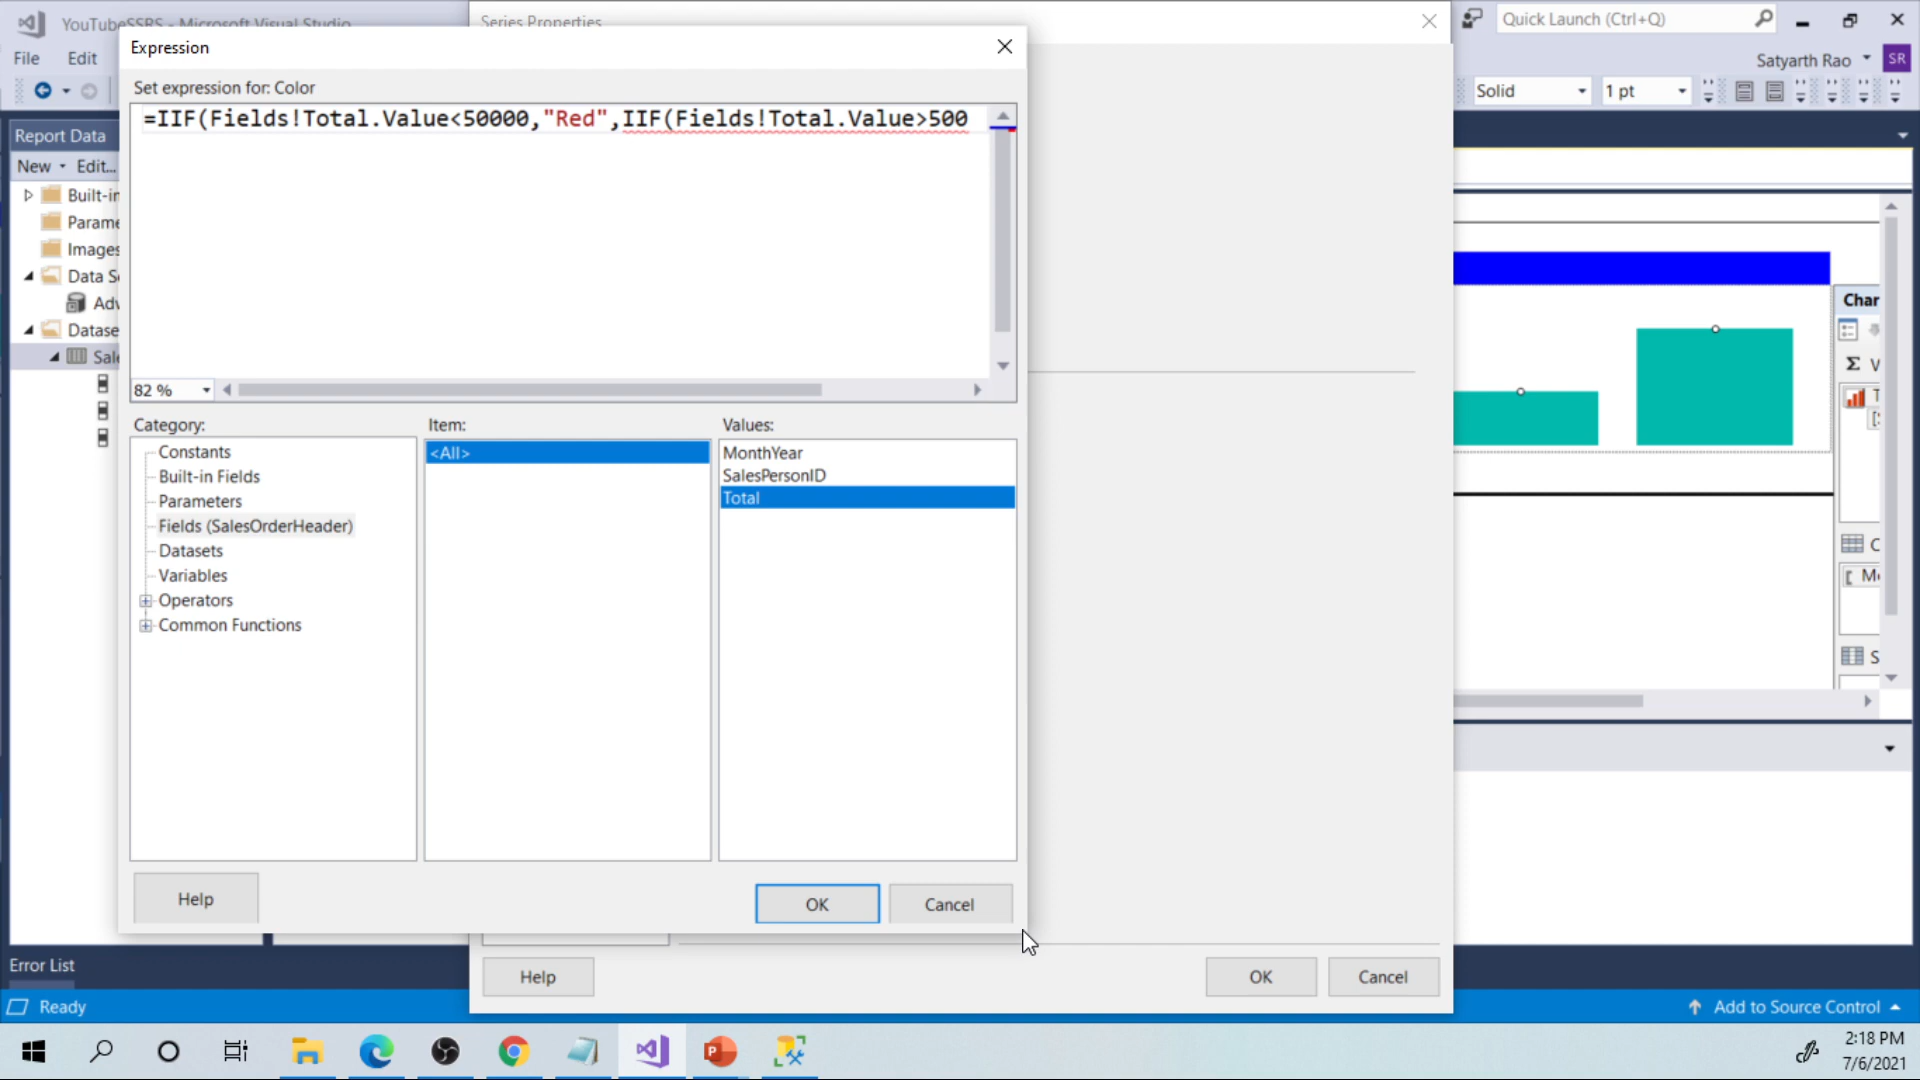 YouTubeSSRS - Microsoft Visual Studio
Series Properties
Quick Launch (Ctrl+Q)
File Edit
Satyarth Rao SR
Solid 1 pt
Expression
Set expression for: Color
=IIF(Fields!Total.Value<50000,"Red",IIF(Fields!Total.Value>500
82 %
Report Data
New Edit...
Built-in
Parame
Images
Data S
Adv
Datase
Sale
Category:
Constants
Built-in Fields
Parameters
Fields (SalesOrderHeader)
Datasets
Variables
Operators
Common Functions
Item:
<All>
Values:
MonthYear
SalesPersonID
Total
Help OK Cancel
Char
Σ V
T
[:
C
[ M
S
Help OK Cancel
Error List
Ready
Add to Source Control
2:18 PM
7/6/2021